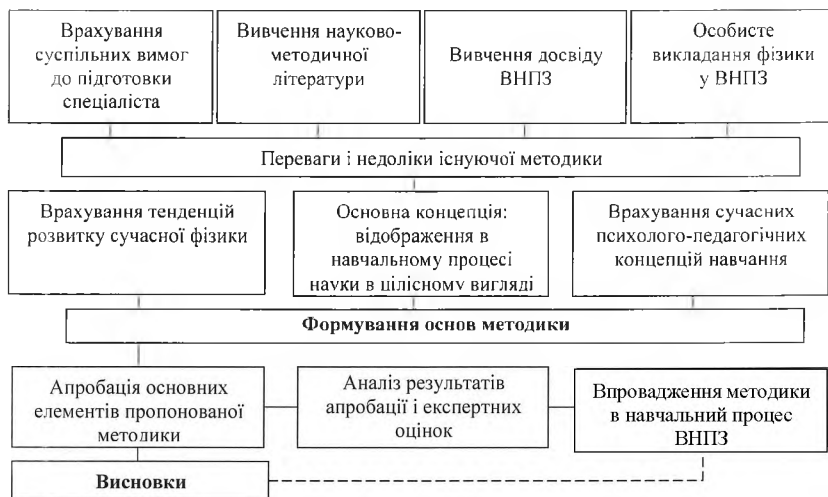 Врахування
суспільних вимог
до підготовки
спеціаліста
Вивчення науково-
методичної
літератури
Вивчення досвіду
ВНПЗ
Особисте
викладання фізики
у ВНПЗ
Переваги і недоліки існуючої методики
Врахування тенденцій
розвитку сучасної фізики
Основна концепція:
відображення в
навчальному процесі
науки в цілісному вигляді
Врахування сучасних
психолого-педагогічних
концепцій навчання
Формування основ методики
Апробація основних
елементів пропонованої
методики
Аналіз результатів
апробації і експертних
оцінок
Впровадження методики
в навчальний процес
ВНПЗ
Висновки